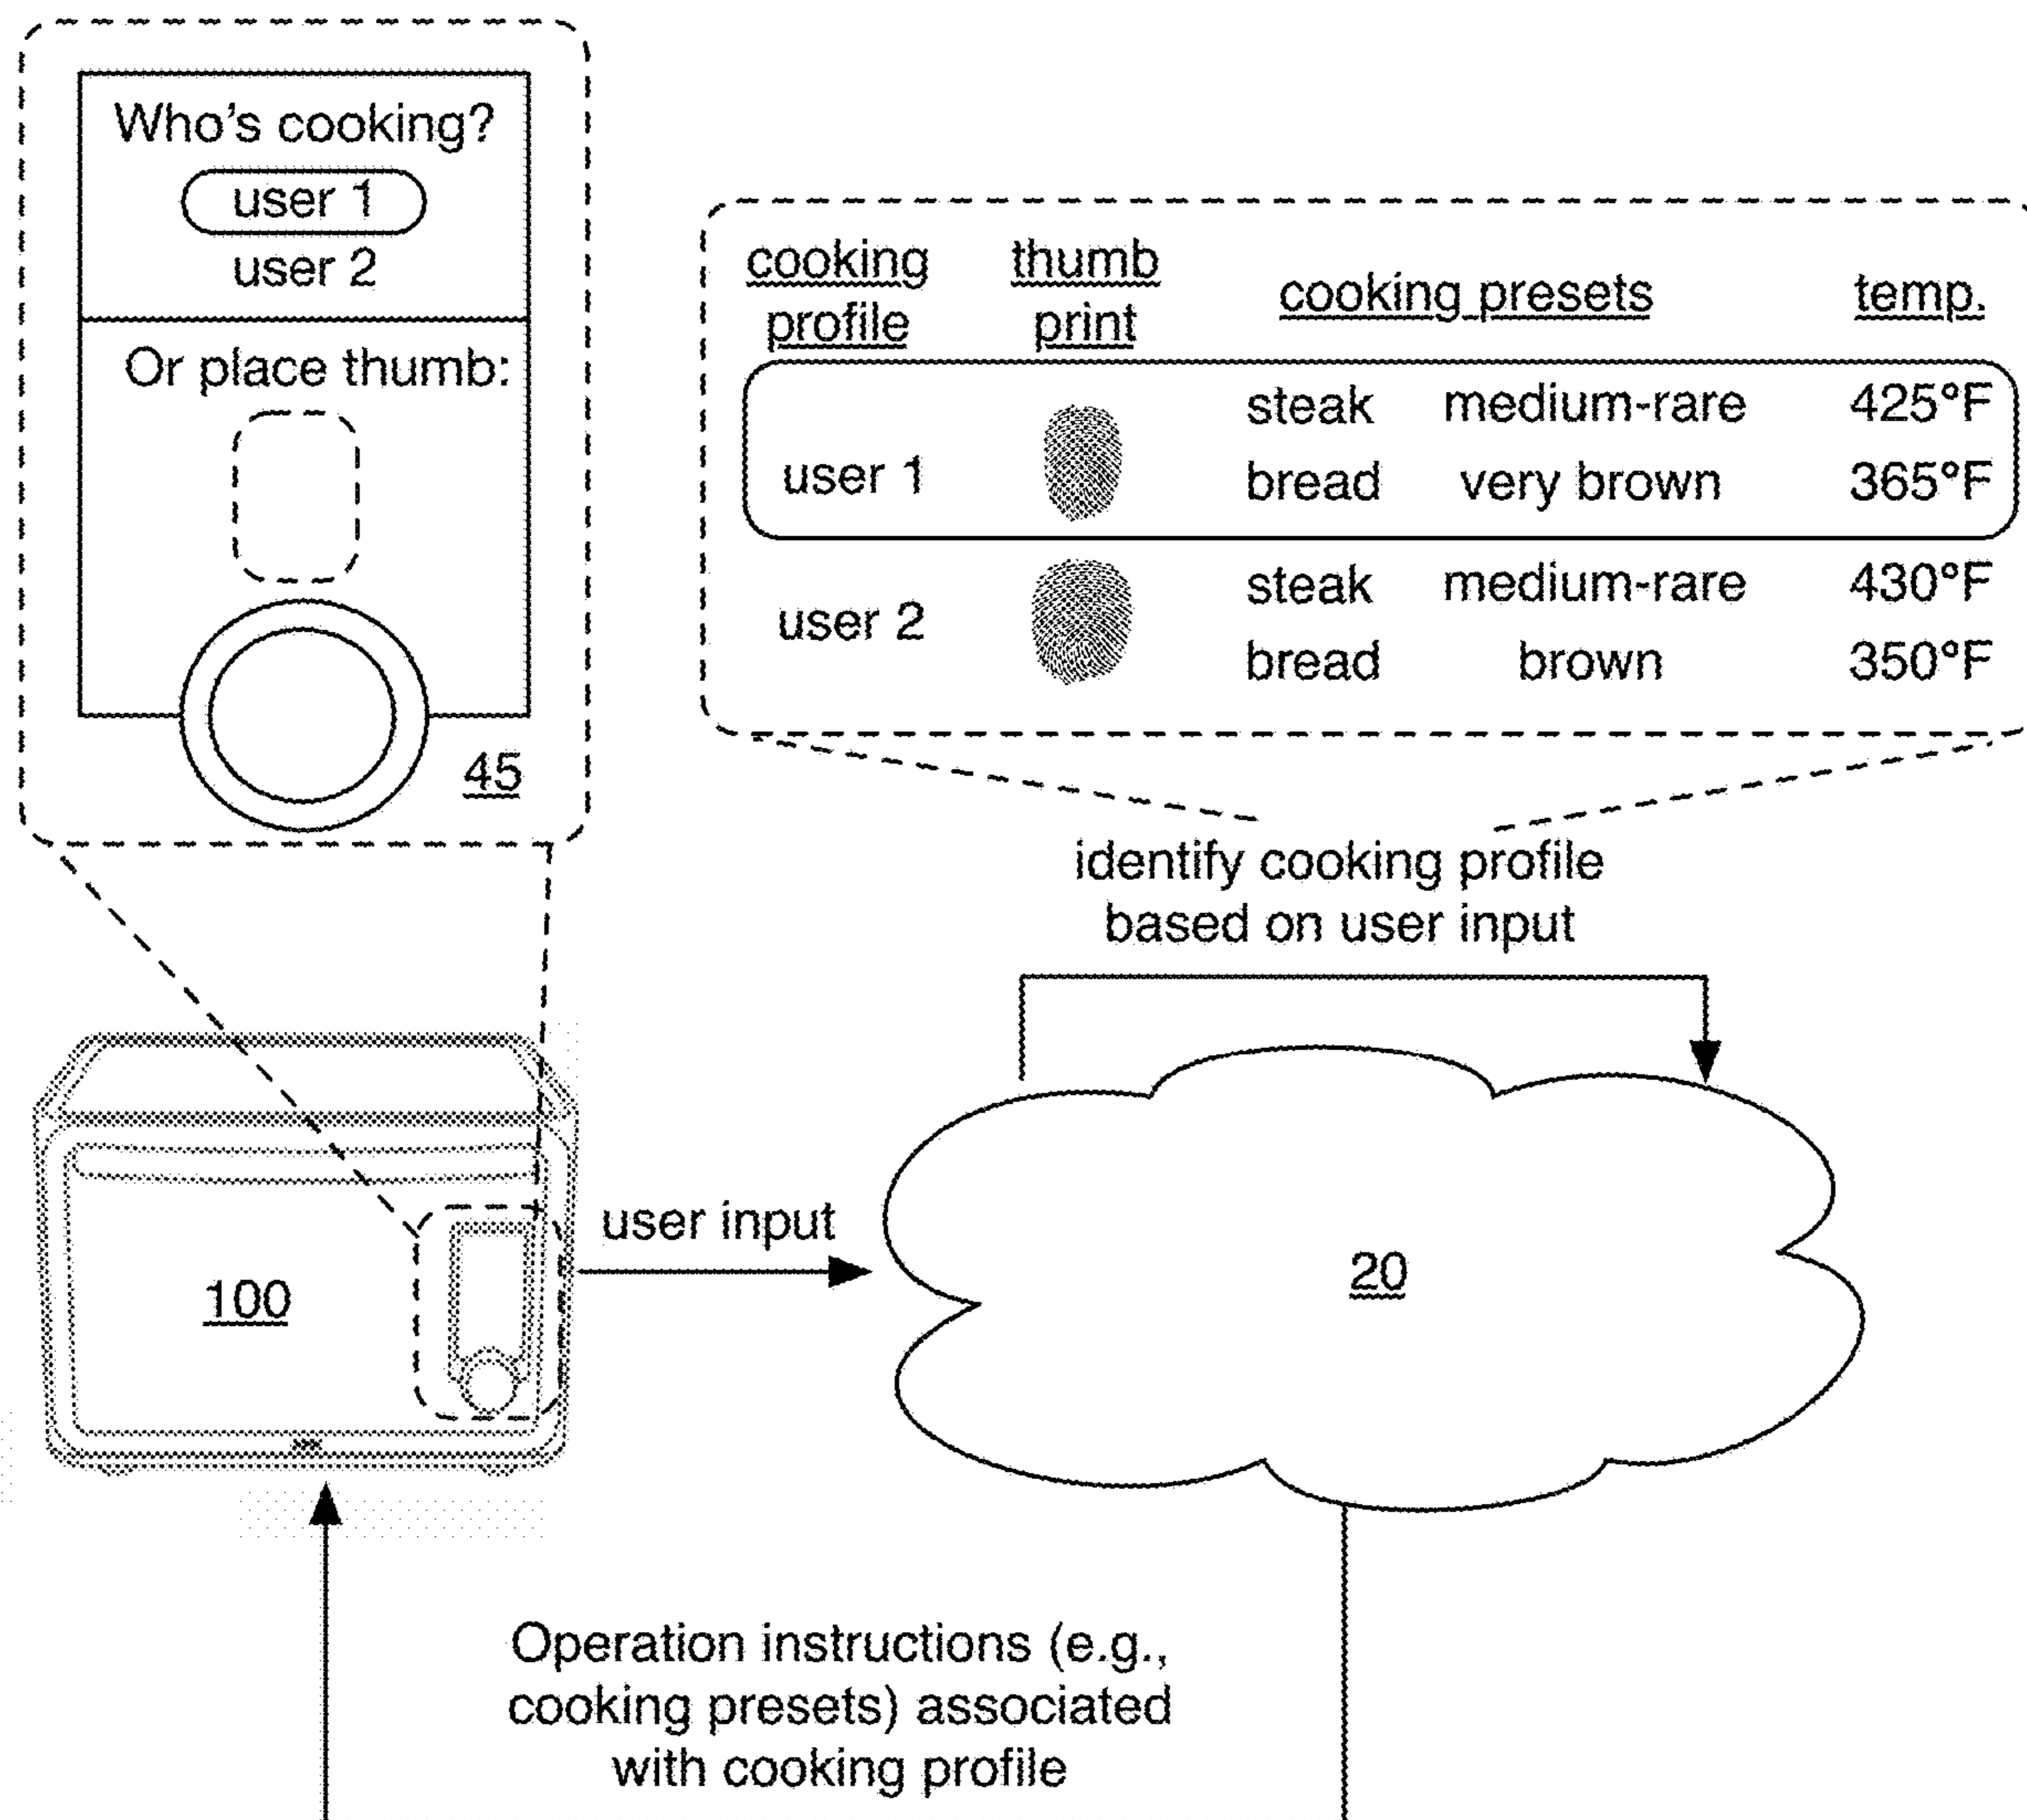 Who's cooking?
user 1
user 2
Or place thumb:
45
cooking profile
thumb print
cooking presets
temp.
user 1
steak medium-rare 425°F
bread very brown 365°F
user 2
steak medium-rare 430°F
bread brown 350°F
identify cooking profile
based on user input
100
user input
20
Operation instructions (e.g.,
cooking presets) associated
with cooking profile